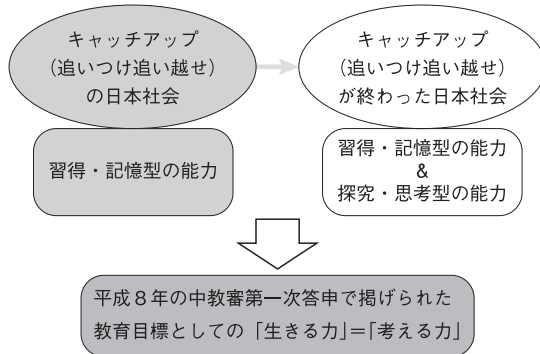 キャッチアップ
（追いつけ追い越せ）
の日本社会
キャッチアップ
（追いつけ追い越せ）
が終わった日本社会
習得・記憶型の能力
習得・記憶型の能力
&
探究・思考型の能力
平成８年の中教審第一次答申で掲げられた
教育目標としての「生きる力」＝「考える力」